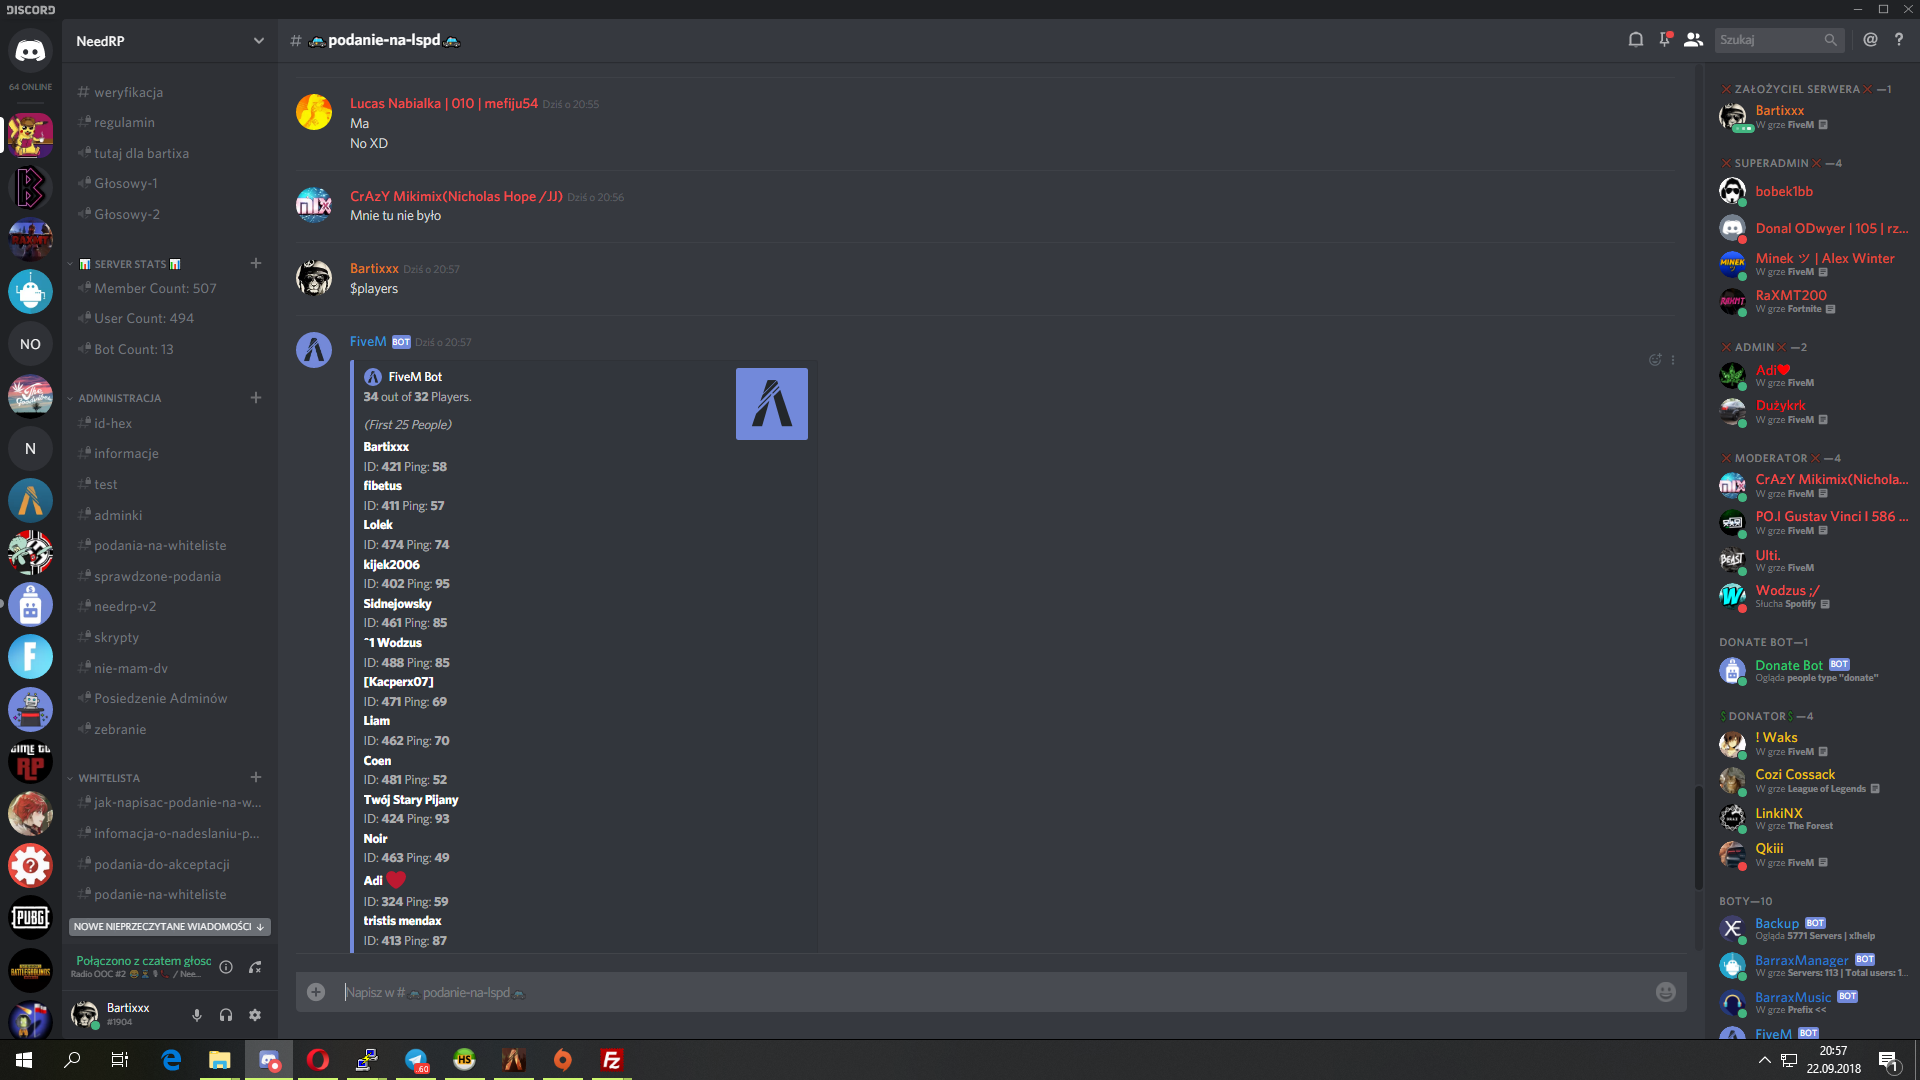 DISCORD
64 ONLINE
NO
N
F
GIME TO
RP
PUBG
BATTLEGROUNDS
NeedRP
weryfikacja
regulamin
tutaj dla bartixa
Głosowy-1
Głosowy-2
SERVER STATS
Member Count: 507
User Count: 494
Bot Count: 13
ADMINISTRACJA
id-hex
informacje
test
adminki
podania-na-whiteliste
sprawdzone-podania
needrp-v2
skrypty
nie-mam-dv
Posiedzenie Adminów
zebranie
WHITELISTA
jak-napisac-podanie-na-w...
infomacja-o-nadeslaniu-p...
podania-do-akceptacji
podanie-na-whiteliste
NOWE NIEPRZECZYTANE WIADOMOŚCI ↓
Połączono z czatem głosc
Radio OOC #2 / Nee...
Bartixxx
#1904
# podanie-na-lspd
Szukaj
Lucas Nabialka | 010 | mefiju54 Dziś o 20:55
Ma
No XD
CrAzY Mikimix(Nicholas Hope /JJ) Dziś o 20:56
Mnie tu nie było
Bartixxx Dziś o 20:57
$players
FiveM BOT Dziś o 20:57
FiveM Bot
34 out of 32 Players.
(First 25 People)
Bartixxx
ID: 421 Ping: 58
fibetus
ID: 411 Ping: 57
Lolek
ID: 474 Ping: 74
kijek2006
ID: 402 Ping: 95
Sidnejowsky
ID: 461 Ping: 85
^1 Wodzus
ID: 488 Ping: 85
[Kacperx07]
ID: 471 Ping: 69
Liam
ID: 462 Ping: 70
Coen
ID: 481 Ping: 52
Twój Stary Pijany
ID: 424 Ping: 93
Noir
ID: 463 Ping: 49
Adi ❤
ID: 324 Ping: 59
tristis mendax
ID: 413 Ping: 87
Napisz w # podanie-na-lspd
ZAŁOŻYCIEL SERWERA —1
Bartixxx
W grze FiveM
SUPERADMIN —4
bobek1bb
Donal ODwyer | 105 | rz...
Minek ツ | Alex Winter
W grze FiveM
RaXMT200
W grze Fortnite
ADMIN —2
Adi❤
W grze FiveM
Dużykrk
W grze FiveM
MODERATOR —4
CrAzY Mikimix(Nichola...
W grze FiveM
PO.I Gustav Vinci I 586 ...
W grze FiveM
Ulti.
W grze FiveM
Wodzus ;/
Słucha Spotify
DONATE BOT—1
Donate Bot BOT
Ogląda people type "donate"
$ DONATOR $ —4
! Waks
W grze FiveM
Cozi Cossack
W grze League of Legends
LinkiNX
W grze The Forest
Qkiii
W grze FiveM
BOTY—10
Backup BOT
Ogląda 5771 Servers | x!help
BarraxManager BOT
W grze Servers: 113 | Total users: 1...
BarraxMusic BOT
W grze Prefix <<
FiveM BOT
.60
HS
FZ
20:57
22.09.2018
1